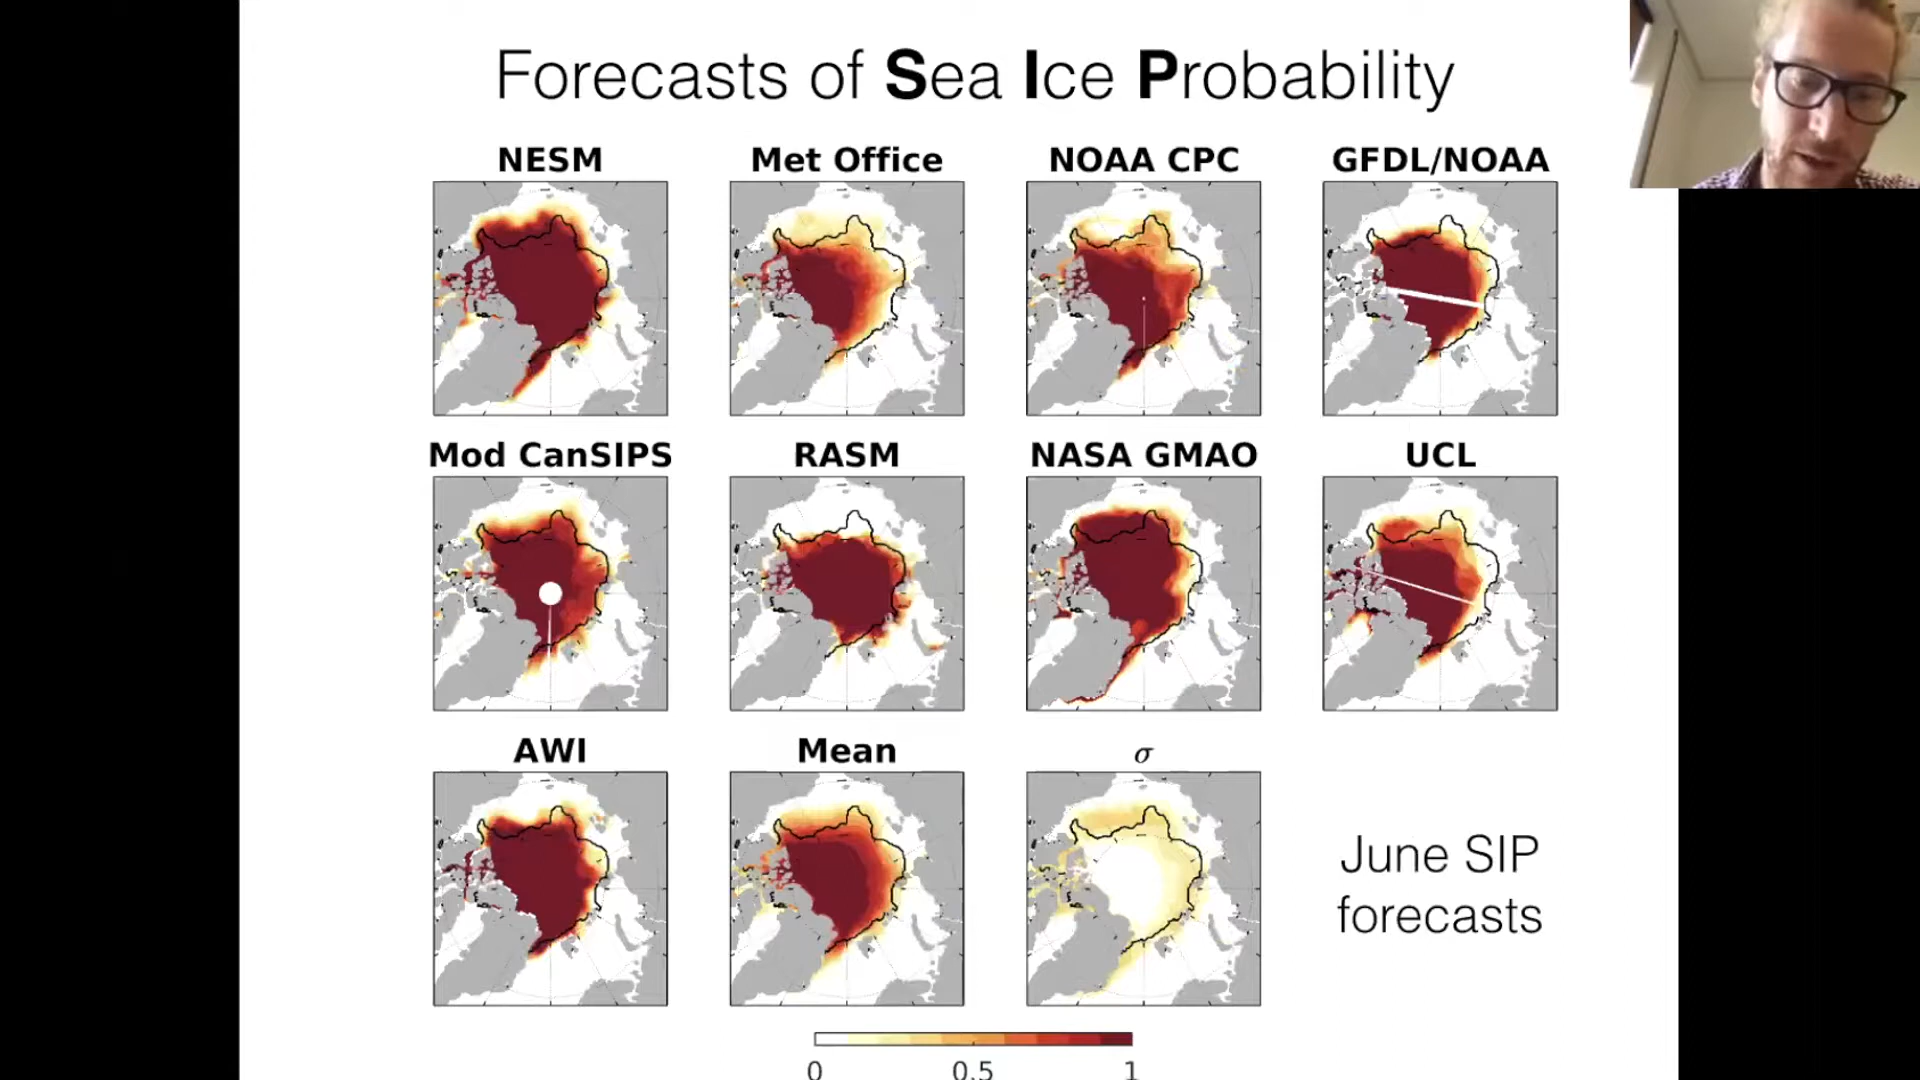 Forecasts of Sea Ice Probability
NESM
Met Office
NOAA CPC
GFDL/NOAA
Mod CanSIPS
RASM
NASA GMAO
UCL
AWI
Mean
σ
June SIP
forecasts
0
0.5
1